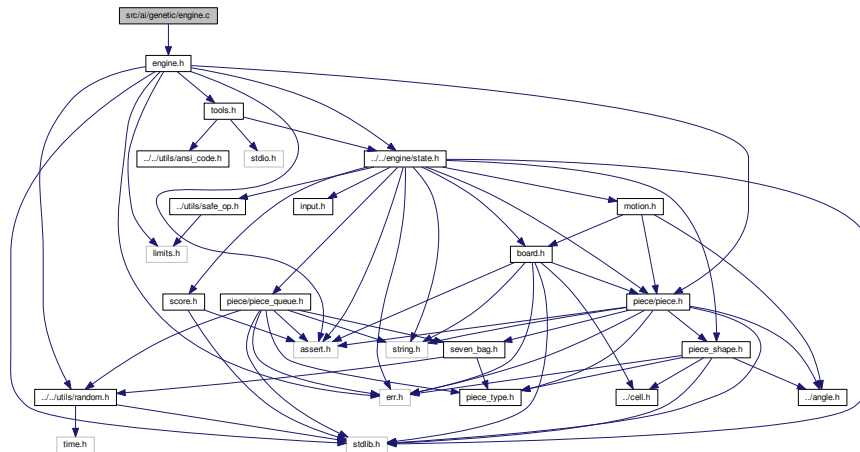 src/ai/genetic/engine.c
engine.h
tools.h
../../utils/ansi_code.h
stdio.h
../../engine/state.h
../utils/safe_op.h
input.h
motion.h
limits.h
board.h
score.h
piece/piece_queue.h
piece/piece.h
assert.h
string.h
seven_bag.h
piece_shape.h
../../utils/random.h
err.h
piece_type.h
../cell.h
../angle.h
time.h
stdlib.h